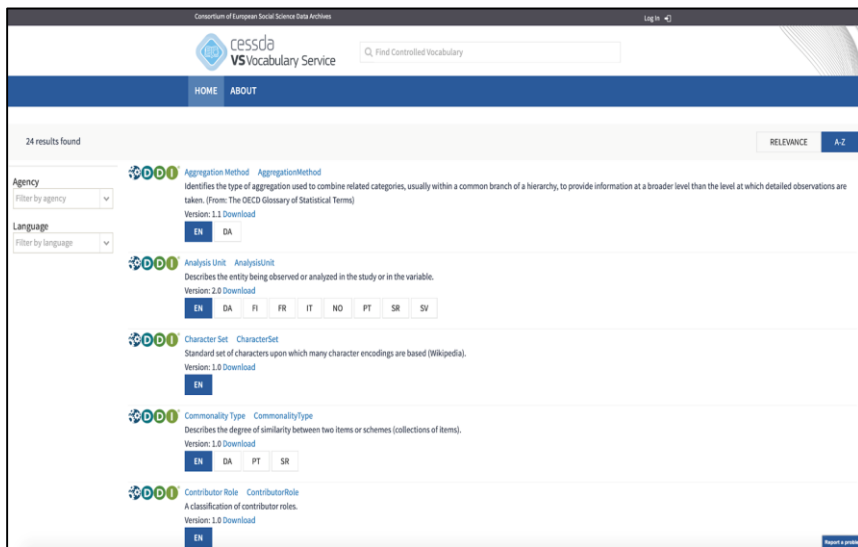 Consortium of European Social Science Data Archives
Log In
cessda
VS Vocabulary Service
Find Controlled Vocabulary
HOME ABOUT
24 results found
RELEVANCE A-Z
Agency
Filter by agency
Language
Filter by language
DDI
Aggregation Method AggregationMethod
Identifies the type of aggregation used to combine related categories, usually within a common branch of a hierarchy, to provide information at a broader level than the level at which detailed observations are
taken. (From: The OECD Glossary of Statistical Terms)
Version: 1.1 Download
EN DA
DDI
Analysis Unit AnalysisUnit
Describes the entity being observed or analyzed in the study or in the variable.
Version: 2.0 Download
EN DA FI FR IT NO PT SR SV
DDI
Character Set CharacterSet
Standard set of characters upon which many character encodings are based (Wikipedia).
Version: 1.0 Download
EN
DDI
Commonality Type CommonalityType
Describes the degree of similarity between two items or schemes (collections of items).
Version: 1.0 Download
EN DA PT SR
DDI
Contributor Role ContributorRole
A classification of contributor roles.
Version: 1.0 Download
EN
Report a proble